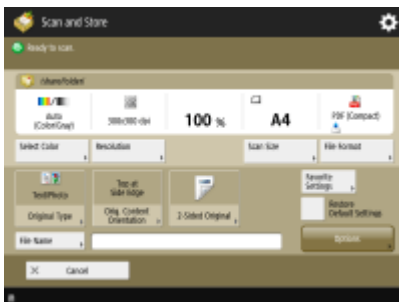 Scan and Store
Ready to scan.
/share/folder/
Auto
(Color/Gray)
300x300 dpi
100 %
A4
PDF (Compact)
Select Color
Resolution
Scan Size
File Format
Text/Photo
Original Type
Top at
Side Edge
Orig. Content
Orientation
2-Sided Original
Favorite
Settings
Restore
Default Settings
File Name
Options
Cancel